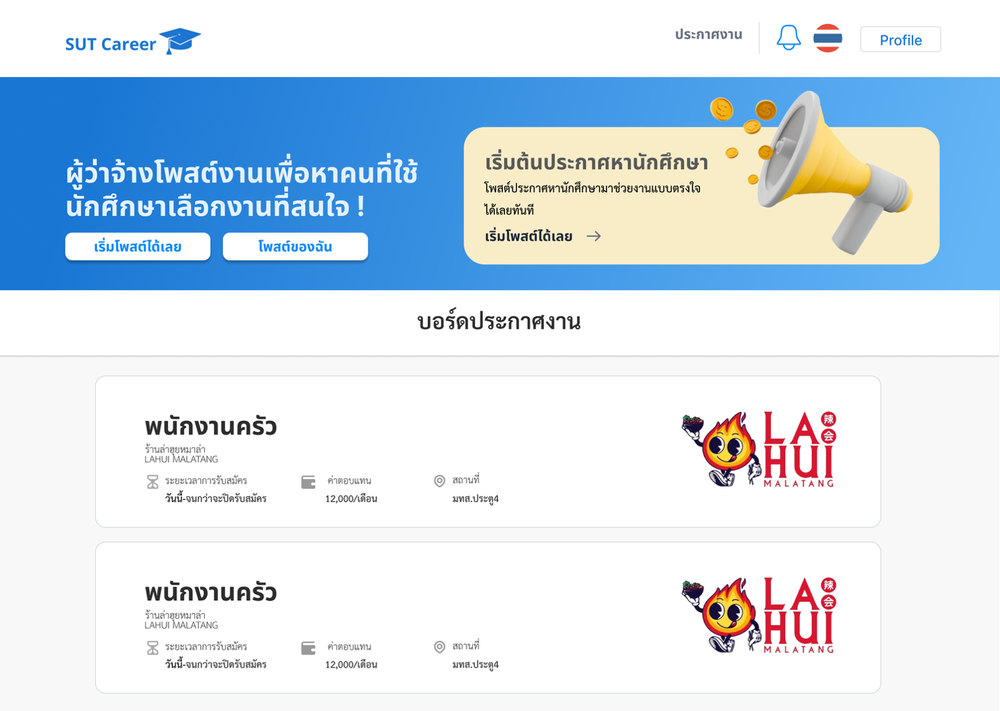 SUT Career
ประกาศงาน
Profile
ผู้ว่าจ้างโพสต์งานเพื่อหาคนที่ใช้
นักศึกษาเลือกงานที่สนใจ !
เริ่มโพสต์ได้เลย
โพสต์ของฉัน
เริ่มต้นประกาศหานักศึกษา
โพสต์ประกาศหานักศึกษามาช่วยงานแบบตรงใจ
ได้เลยทันที
เริ่มโพสต์ได้เลย
บอร์ดประกาศงาน
พนักงานครัว
ร้านล่าฮุยหมาล่า
LAHUI MALATANG
ระยะเวลาการรับสมัคร
วันนี้-จนกว่าจะปิดรับสมัคร
ค่าตอบแทน
12,000/เดือน
สถานที่
มทส.ประตู4
LA 辣
HUI 会
MALATANG
พนักงานครัว
ร้านล่าฮุยหมาล่า
LAHUI MALATANG
ระยะเวลาการรับสมัคร
วันนี้-จนกว่าจะปิดรับสมัคร
ค่าตอบแทน
12,000/เดือน
สถานที่
มทส.ประตู4
LA 辣
HUI 会
MALATANG